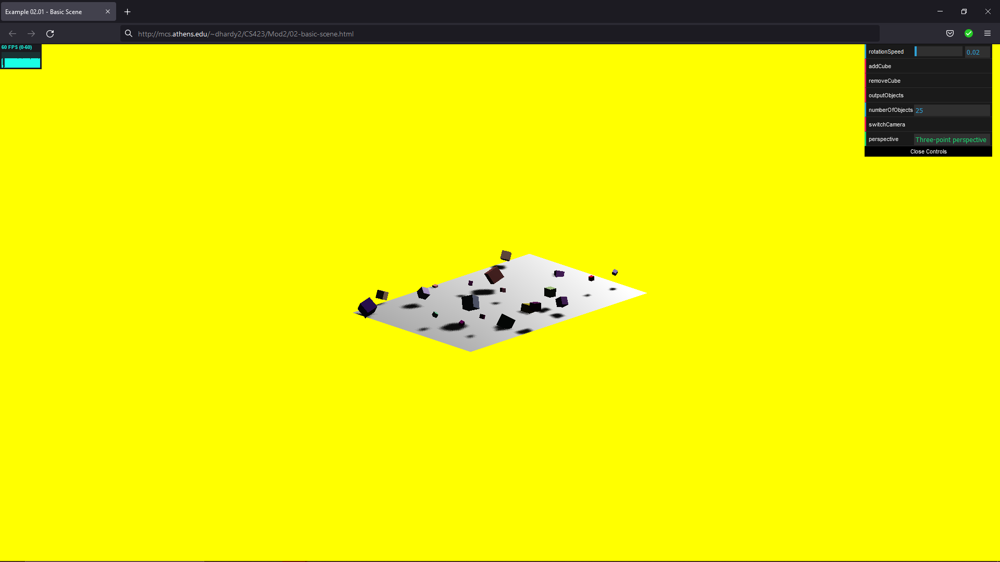 Example 02.01 - Basic Scene
http://mcs.athens.edu/~dhardy2/CS423/Mod2/02-basic-scene.html
60 FPS (0-60)
rotationSpeed 0.02
addCube
removeCube
outputObjects
numberOfObjects 25
switchCamera
perspective Three-point perspective
Close Controls